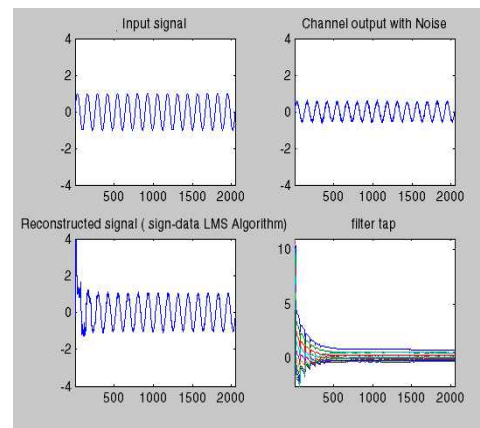 Input signal
Channel output with Noise
4
2
0
-2
-4
500 1000 1500 2000
4
2
0
-2
-4
500 1000 1500 2000
Reconstructed signal ( sign-data LMS Algorithm)
filter tap
4
2
0
-2
-4
500 1000 1500 2000
10
5
0
500 1000 1500 2000